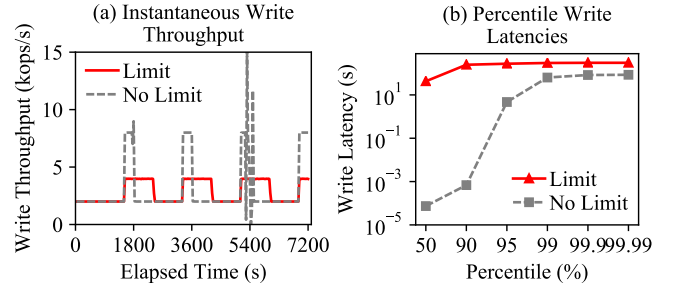 (a) Instantaneous Write
Throughput
Write Throughput (kops/s)
15
10
5
0
Limit
No Limit
0 1800 3600 5400 7200
Elapsed Time (s)
(b) Percentile Write
Latencies
Write Latency (s)
10¹
10⁻¹
10⁻³
10⁻⁵
Limit
No Limit
50 90 95 99 99.9 99.99
Percentile (%)